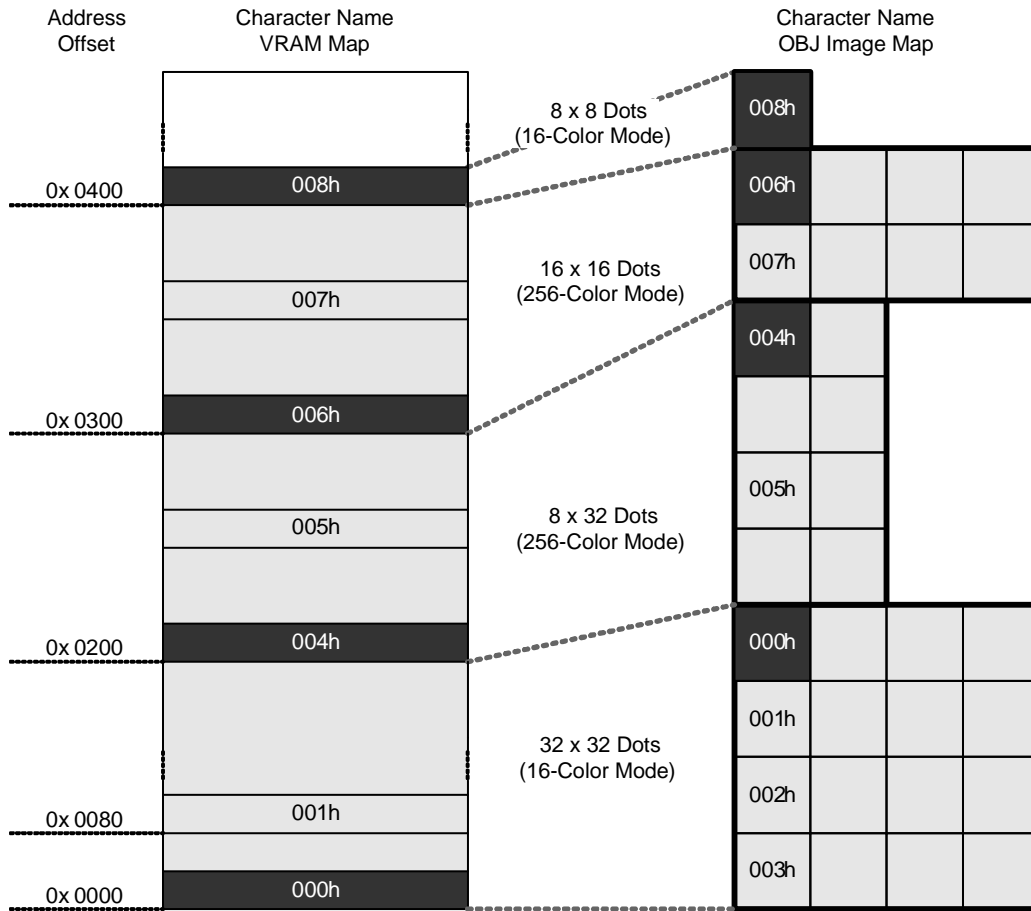 Address
Offset
Character Name
VRAM Map
Character Name
OBJ Image Map
8 x 8 Dots
(16-Color Mode)
008h
008h
0x 0400
006h
16 x 16 Dots
(256-Color Mode)
007h
007h
004h
006h
0x 0300
005h
8 x 32 Dots
(256-Color Mode)
005h
004h
0x 0200
000h
001h
32 x 32 Dots
(16-Color Mode)
002h
001h
0x 0080
003h
000h
0x 0000